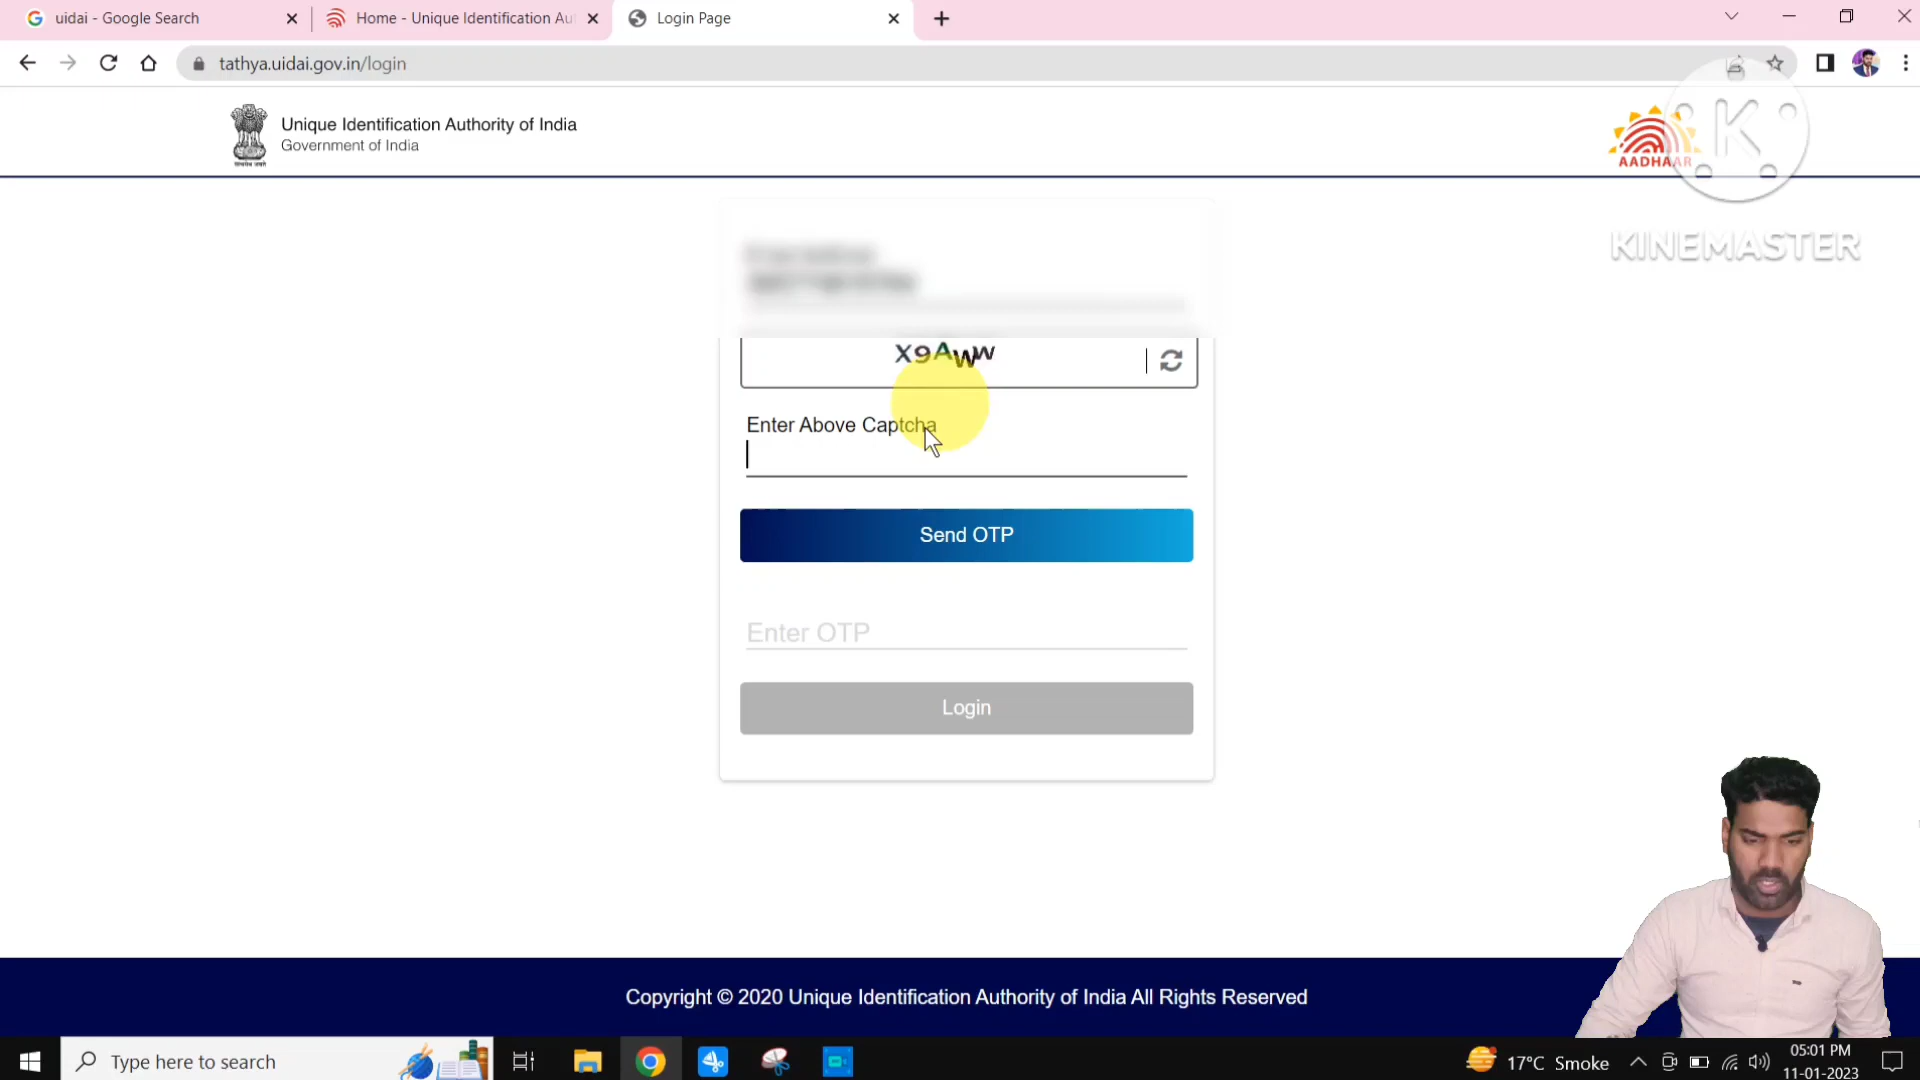 uidai - Google Search
Home - Unique Identification Au
Login Page
tathya.uidai.gov.in/login
Unique Identification Authority of India
Government of India
AADHAAR
K
KINEMASTER
X9AWW
Enter Above Captcha
Send OTP
Enter OTP
Login
Copyright © 2020 Unique Identification Authority of India All Rights Reserved
Type here to search
17°C Smoke
05:01 PM
11-01-2023